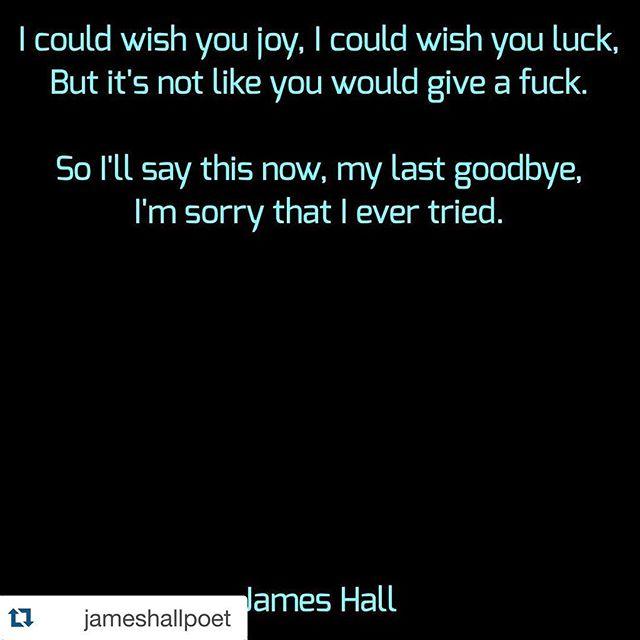 I could wish you joy, I could wish you luck,
But it's not like you would give a fuck.
So I'll say this now, my last goodbye,
I'm sorry that I ever tried.
James Hall
jameshallpoet